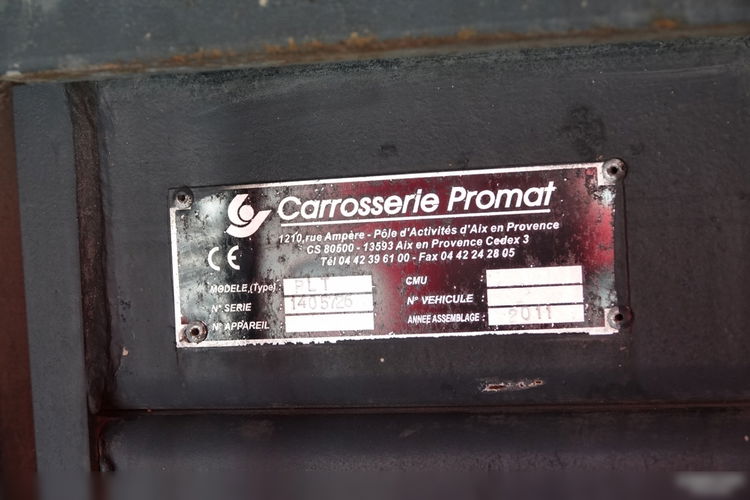 Carrosserie Promat
1210,rue Ampère - Pôle d'Activités d'Aix en Provence
CS 80500 - 13593 Aix en Provence Cedex 3
Tél 04 42 39 61 00 - Fax 04 42 24 28 05
CE
MODELE,(Type) : PLT
N° SERIE 1405726
N° APPAREIL
CMU
N° VEHICULE :
ANNEE ASSEMBLAGE : 2011